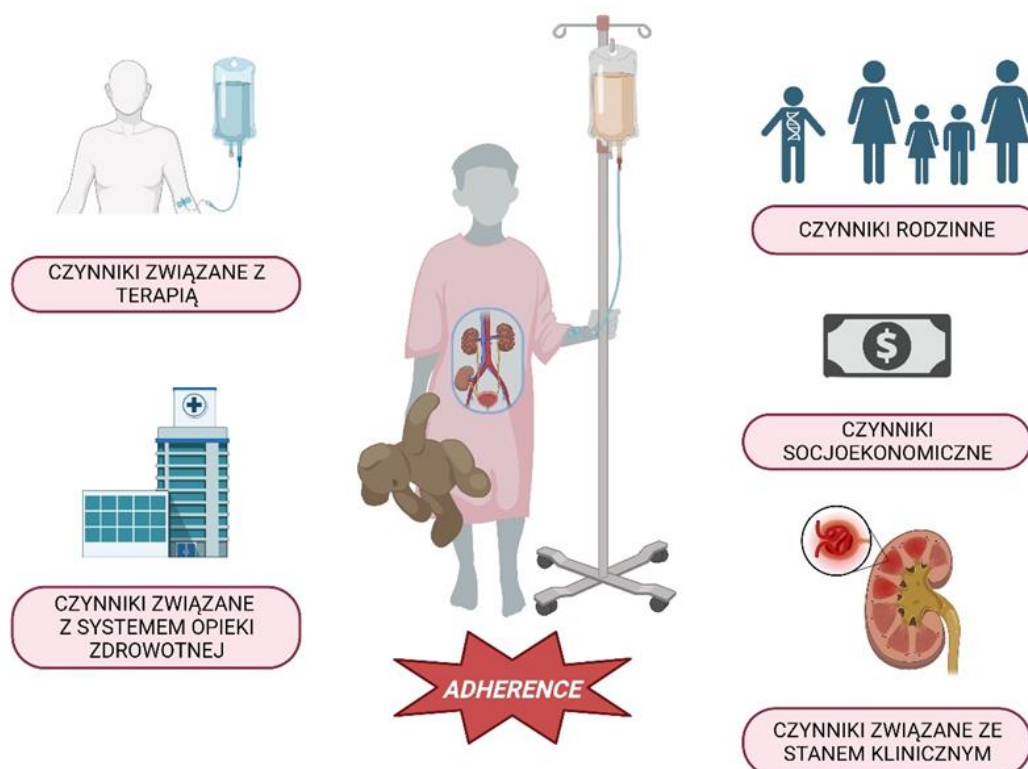 CZYNNIKI ZWIĄZANE Z
TERAPIĄ
CZYNNIKI ZWIĄZANE
Z SYSTEMEM OPIEKI
ZDROWOTNEJ
ADHERENCE
CZYNNIKI RODZINNE
$
CZYNNIKI
SOCJOEKONOMICZNE
CZYNNIKI ZWIĄZANE ZE
STANEM KLINICZNYM